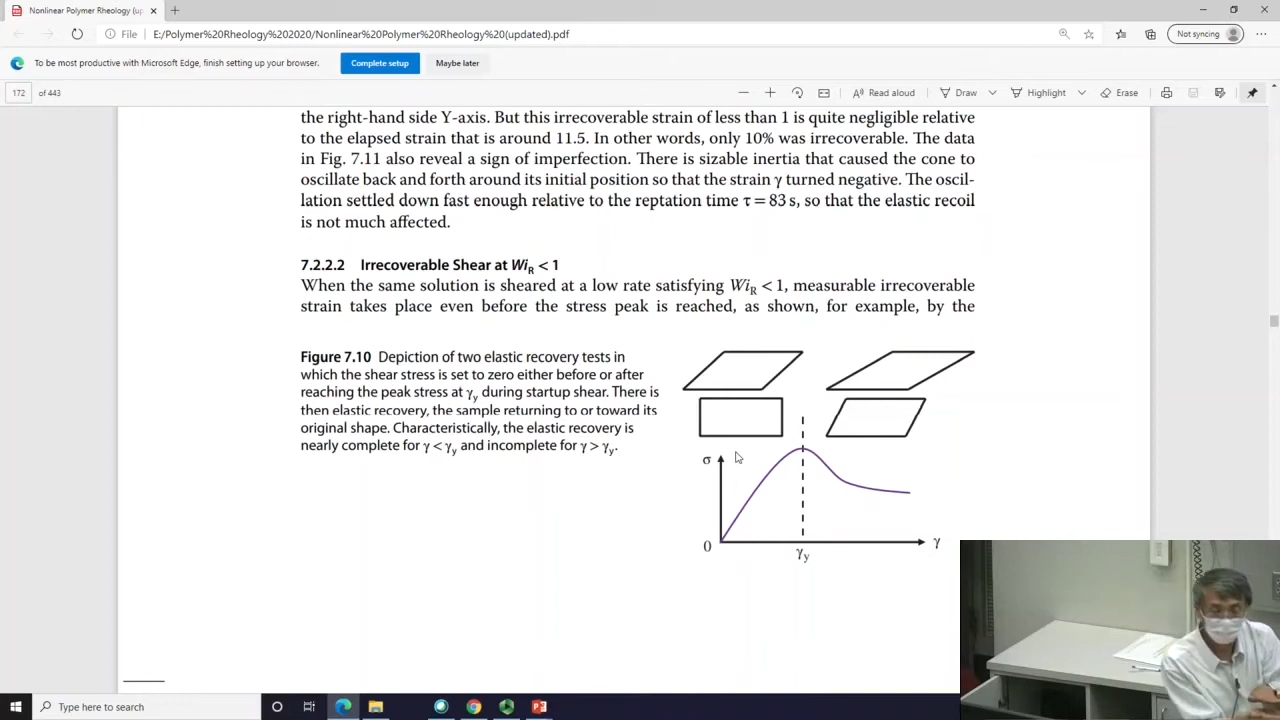 Nonlinear Polymer Rheology (up
File
E:/Polymer%20Rheology%202020/Nonlinear%20Polymer%20Rheology%20(updated).pdf
Not syncing
To be most productive with Microsoft Edge, finish setting up your browser.
Complete setup
Maybe later
172
of 443
Read aloud
Draw
Highlight
Erase
the right-hand side Y-axis. But this irrecoverable strain of less than 1 is quite negligible relative
to the elapsed strain that is around 11.5. In other words, only 10% was irrecoverable. The data
in Fig. 7.11 also reveal a sign of imperfection. There is sizable inertia that caused the cone to
oscillate back and forth around its initial position so that the strain γ turned negative. The oscil-
lation settled down fast enough relative to the reptation time τ = 83 s, so that the elastic recoil
is not much affected.
7.2.2.2 Irrecoverable Shear at WiR < 1
When the same solution is sheared at a low rate satisfying WiR < 1, measurable irrecoverable
strain takes place even before the stress peak is reached, as shown, for example, by the
Figure 7.10 Depiction of two elastic recovery tests in
which the shear stress is set to zero either before or after
reaching the peak stress at γy during startup shear. There is
then elastic recovery, the sample returning to or toward its
original shape. Characteristically, the elastic recovery is
nearly complete for γ < γy and incomplete for γ > γy.
σ
0
γy
γ
Type here to search